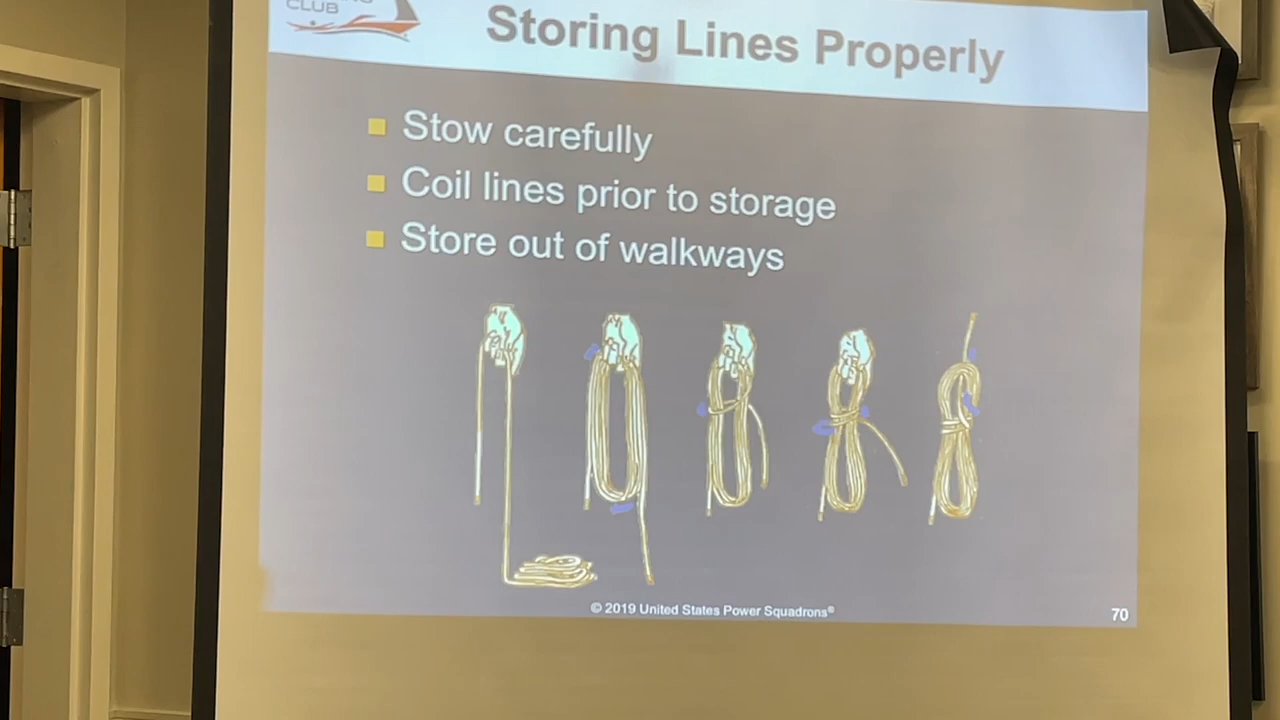 CLUB
Storing Lines Properly
Stow carefully
Coil lines prior to storage
Store out of walkways
© 2019 United States Power Squadrons®
70